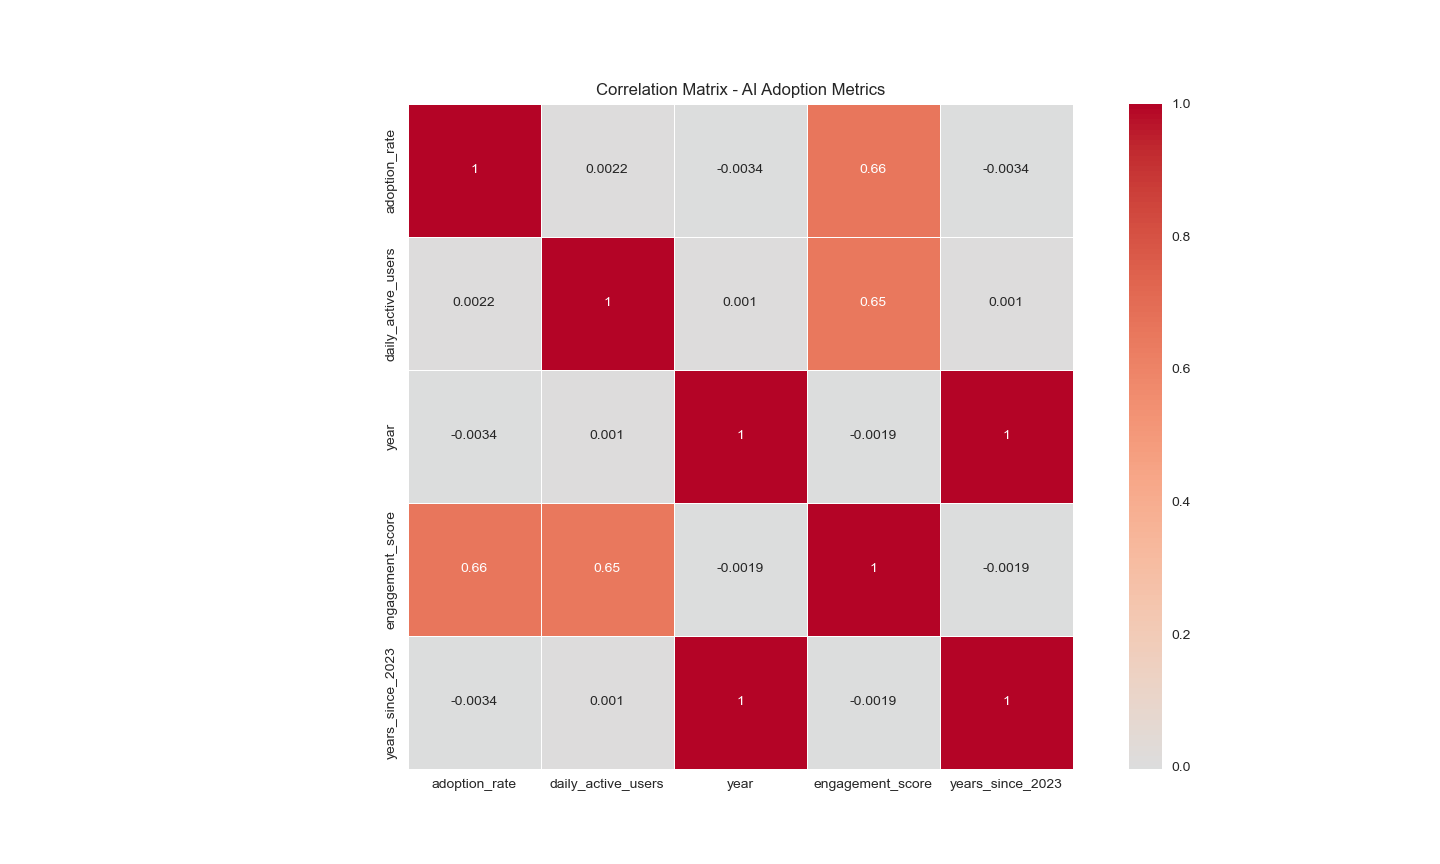 Correlation Matrix - AI Adoption Metrics
adoption_rate
1
0.0022
-0.0034
0.66
-0.0034
daily_active_users
0.0022
1
0.001
0.65
0.001
year
-0.0034
0.001
1
-0.0019
1
engagement_score
0.66
0.65
-0.0019
1
-0.0019
years_since_2023
-0.0034
0.001
1
-0.0019
1
adoption_rate
daily_active_users
year
engagement_score
years_since_2023
1.0
0.8
0.6
0.4
0.2
0.0